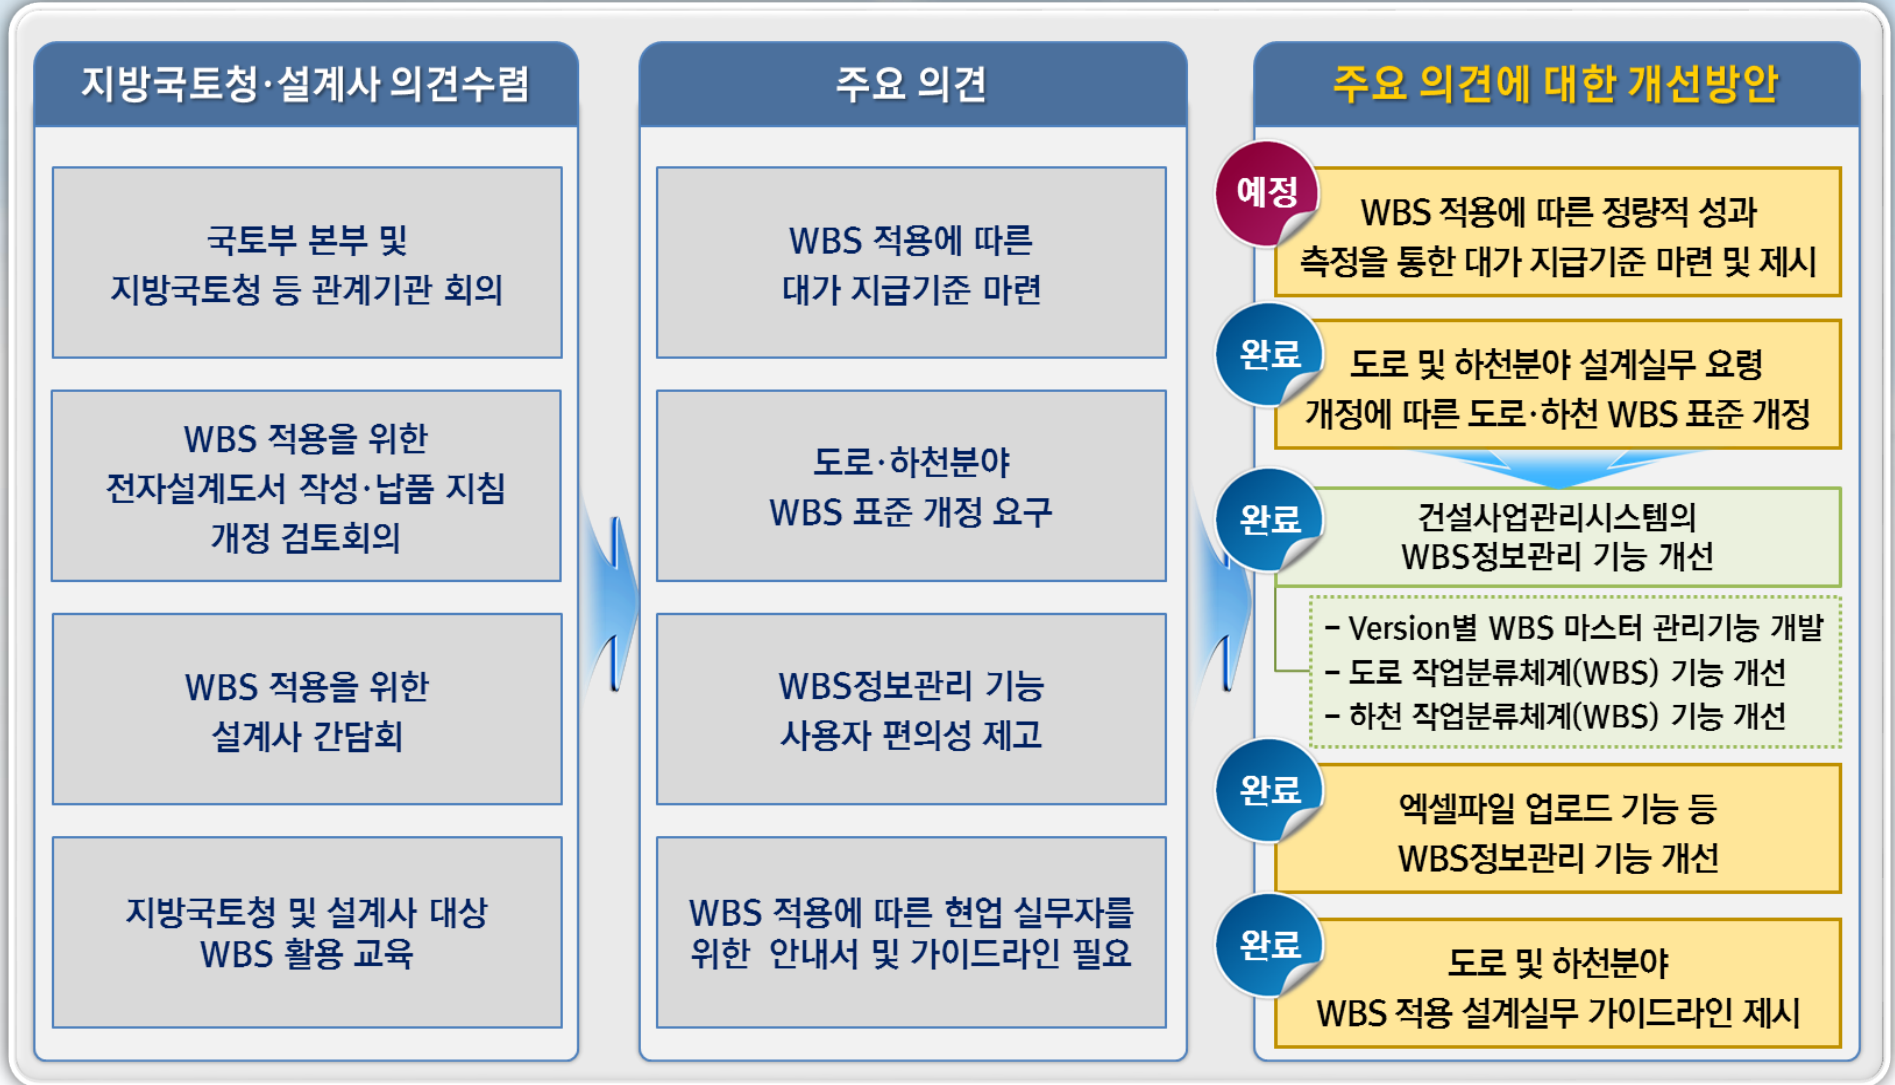 지방국토청·설계사 의견수렴
국토부 본부 및
지방국토청 등 관계기관 회의
WBS 적용을 위한
전자설계도서 작성·납품 지침
개정 검토회의
WBS 적용을 위한
설계사 간담회
지방국토청 및 설계사 대상
WBS 활용 교육
주요 의견
WBS 적용에 따른
대가 지급기준 마련
도로·하천분야
WBS 표준 개정 요구
WBS정보관리 기능
사용자 편의성 제고
WBS 적용에 따른 현업 실무자를
위한 안내서 및 가이드라인 필요
주요 의견에 대한 개선방안
예정
WBS 적용에 따른 정량적 성과
측정을 통한 대가 지급기준 마련 및 제시
완료
도로 및 하천분야 설계실무 요령
개정에 따른 도로·하천 WBS 표준 개정
완료
건설사업관리시스템의
WBS정보관리 기능 개선
- Version별 WBS 마스터 관리기능 개발
- 도로 작업분류체계(WBS) 기능 개선
- 하천 작업분류체계(WBS) 기능 개선
완료
엑셀파일 업로드 기능 등
WBS정보관리 기능 개선
완료
도로 및 하천분야
WBS 적용 설계실무 가이드라인 제시